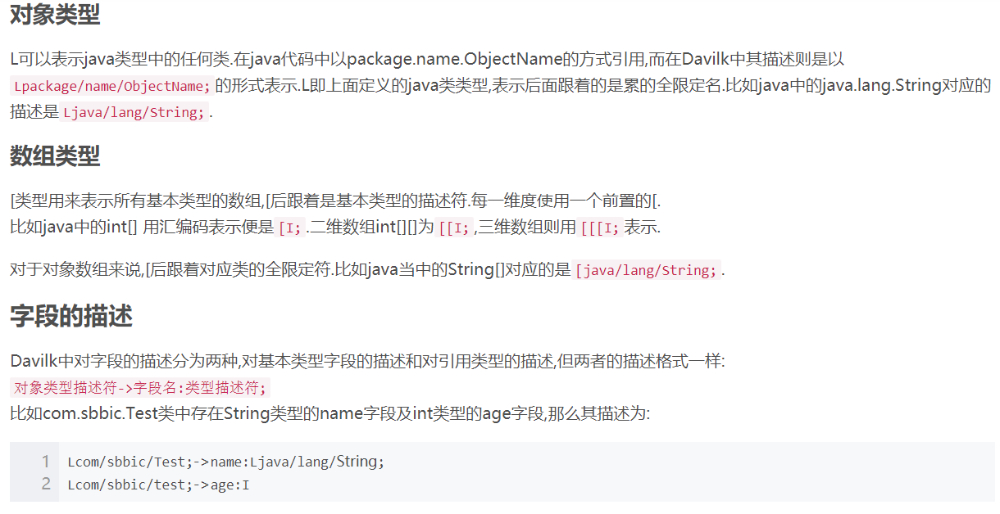 对象类型
L可以表示java类型中的任何类.在java代码中以package.name.ObjectName的方式引用,而在Davilk中其描述则是以
Lpackage/name/ObjectName;的形式表示.L即上面定义的java类类型,表示后面跟着的是累的全限定名.比如java中的java.lang.String对应的
描述是Ljava/lang/String;.
数组类型
[类型用来表示所有基本类型的数组,[后跟着是基本类型的描述符.每一维度使用一个前置的[.
比如java中的int[] 用汇编码表示便是[I;.二维数组int[][]为[[I;,三维数组则用[[[I;表示.
对于对象数组来说,[后跟着对应类的全限定符.比如java当中的String[]对应的是[java/lang/String;.
字段的描述
Davilk中对字段的描述分为两种,对基本类型字段的描述和对引用类型的描述,但两者的描述格式一样:
对象类型描述符->字段名:类型描述符;
比如com.sbbic.Test类中存在String类型的name字段及int类型的age字段,那么其描述为:
1 Lcom/sbbic/Test;->name:Ljava/lang/String;
2 Lcom/sbbic/test;->age:I